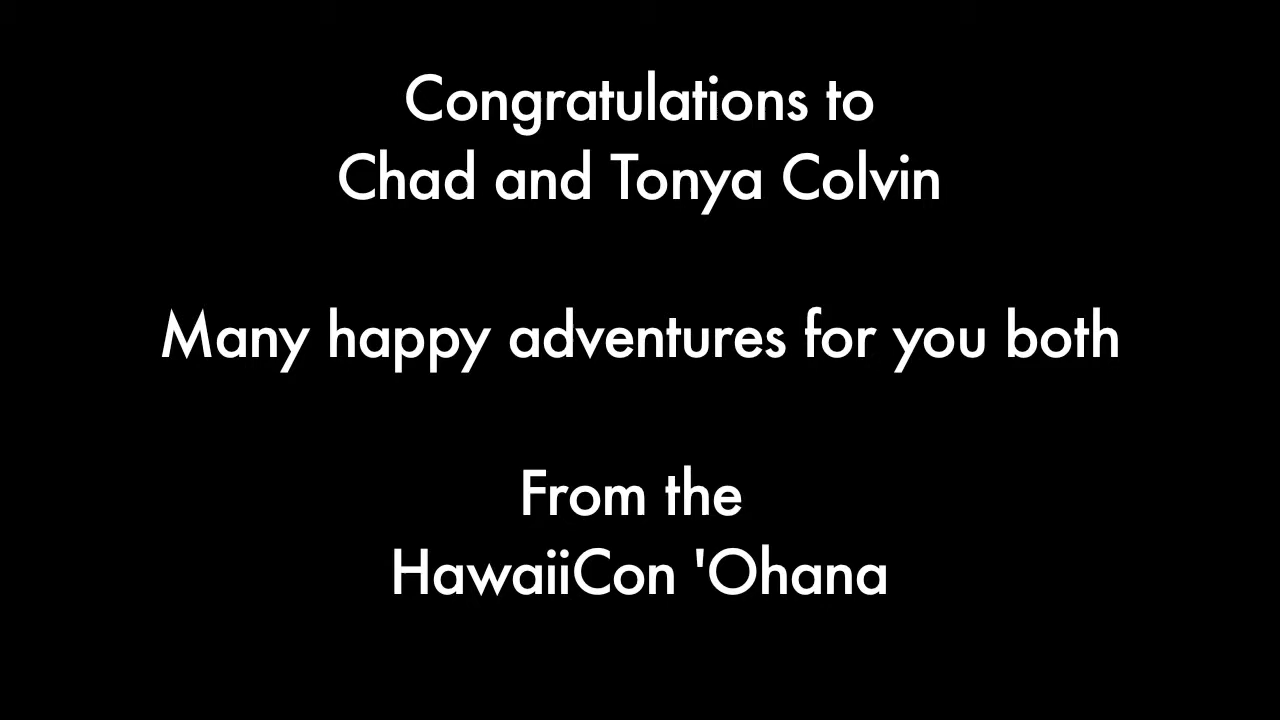 Congratulations to
Chad and Tonya Colvin
Many happy adventures for you both
From the
HawaiiCon 'Ohana